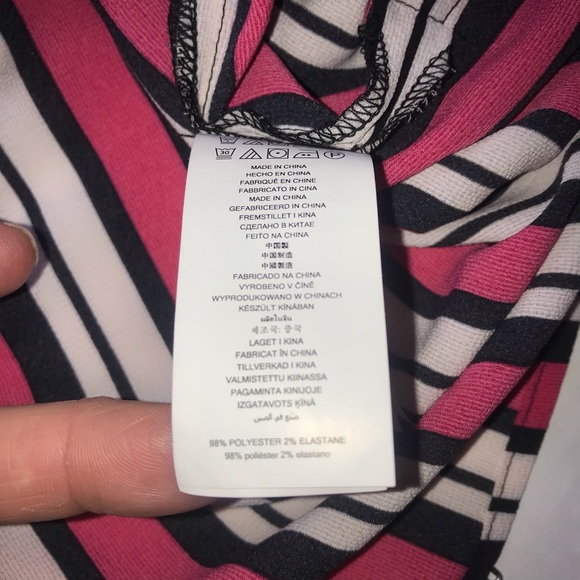 30
MADE IN CHINA
HECHO EN CHINA
FABRIQUÉ EN CHINE
FABBRICATO IN CINA
MADE IN CHINA
GEFABRICEERD IN CHINA
FREMSTILLET I KINA
СДЕЛАНО В КИТАЕ
FEITO NA CHINA
中国製
中国制造
中國製造
FABRICADO NA CHINA
VYROBENO V ČÍNĚ
WYPRODUKOWANO W CHINACH
KÉSZÜLT KÍNÁBAN
ผลิตในจีน
제조국: 중국
LAGET I KINA
FABRICAT ÎN CHINA
TILLVERKAD I KINA
VALMISTETTU KIINASSA
PAGAMINTA KINIJOJE
IZGATAVOTS ĶĪNĀ
صنع في الصين
98% POLYESTER 2% ELASTANE
98% poliéster 2% elastano